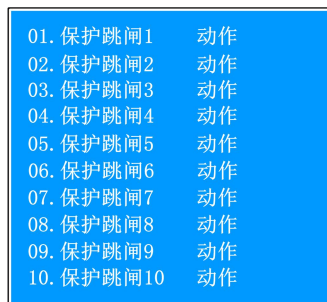 01.保护跳闸1 动作
02.保护跳闸2 动作
03.保护跳闸3 动作
04.保护跳闸4 动作
05.保护跳闸5 动作
06.保护跳闸6 动作
07.保护跳闸7 动作
08.保护跳闸8 动作
09.保护跳闸9 动作
10.保护跳闸10 动作